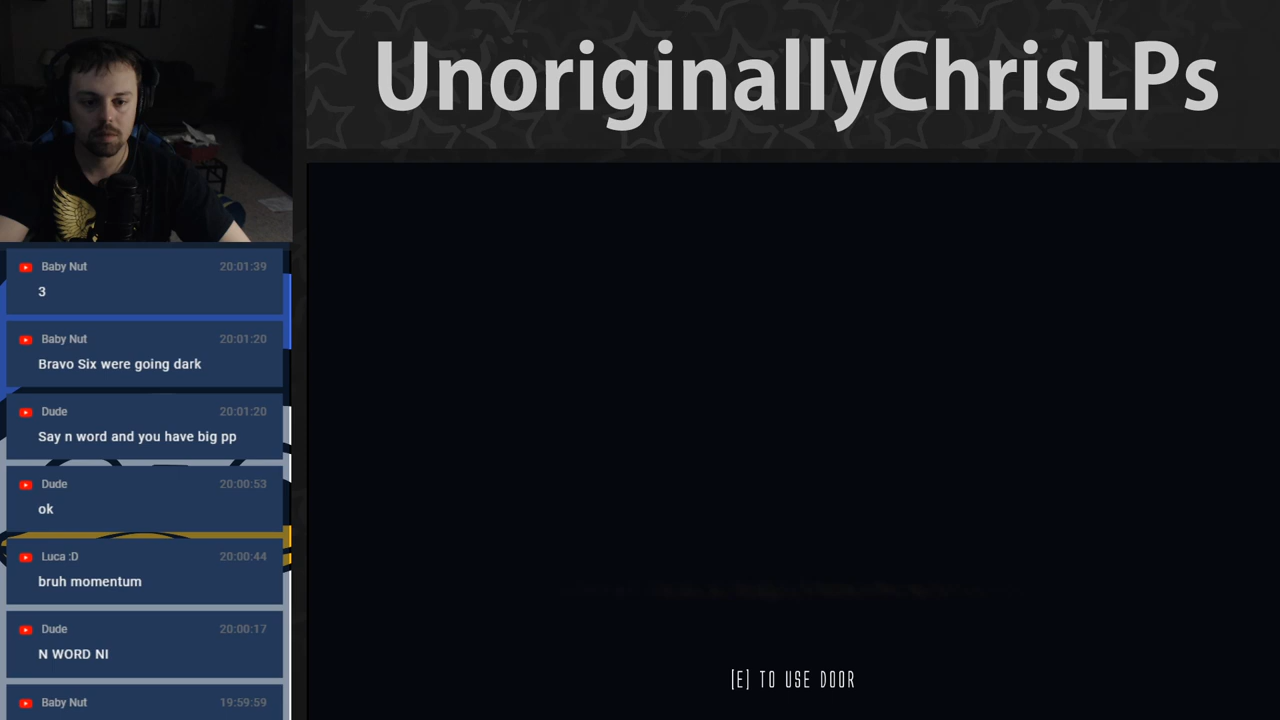 UnoriginallyChrisLPs
Baby Nut 20:01:39
3
Baby Nut 20:01:20
Bravo Six were going dark
Dude 20:01:20
Say n word and you have big pp
Dude 20:00:53
ok
Luca :D 20:00:44
bruh momentum
Dude 20:00:17
N WORD NI
Baby Nut 19:59:59
[E] TO USE DOOR